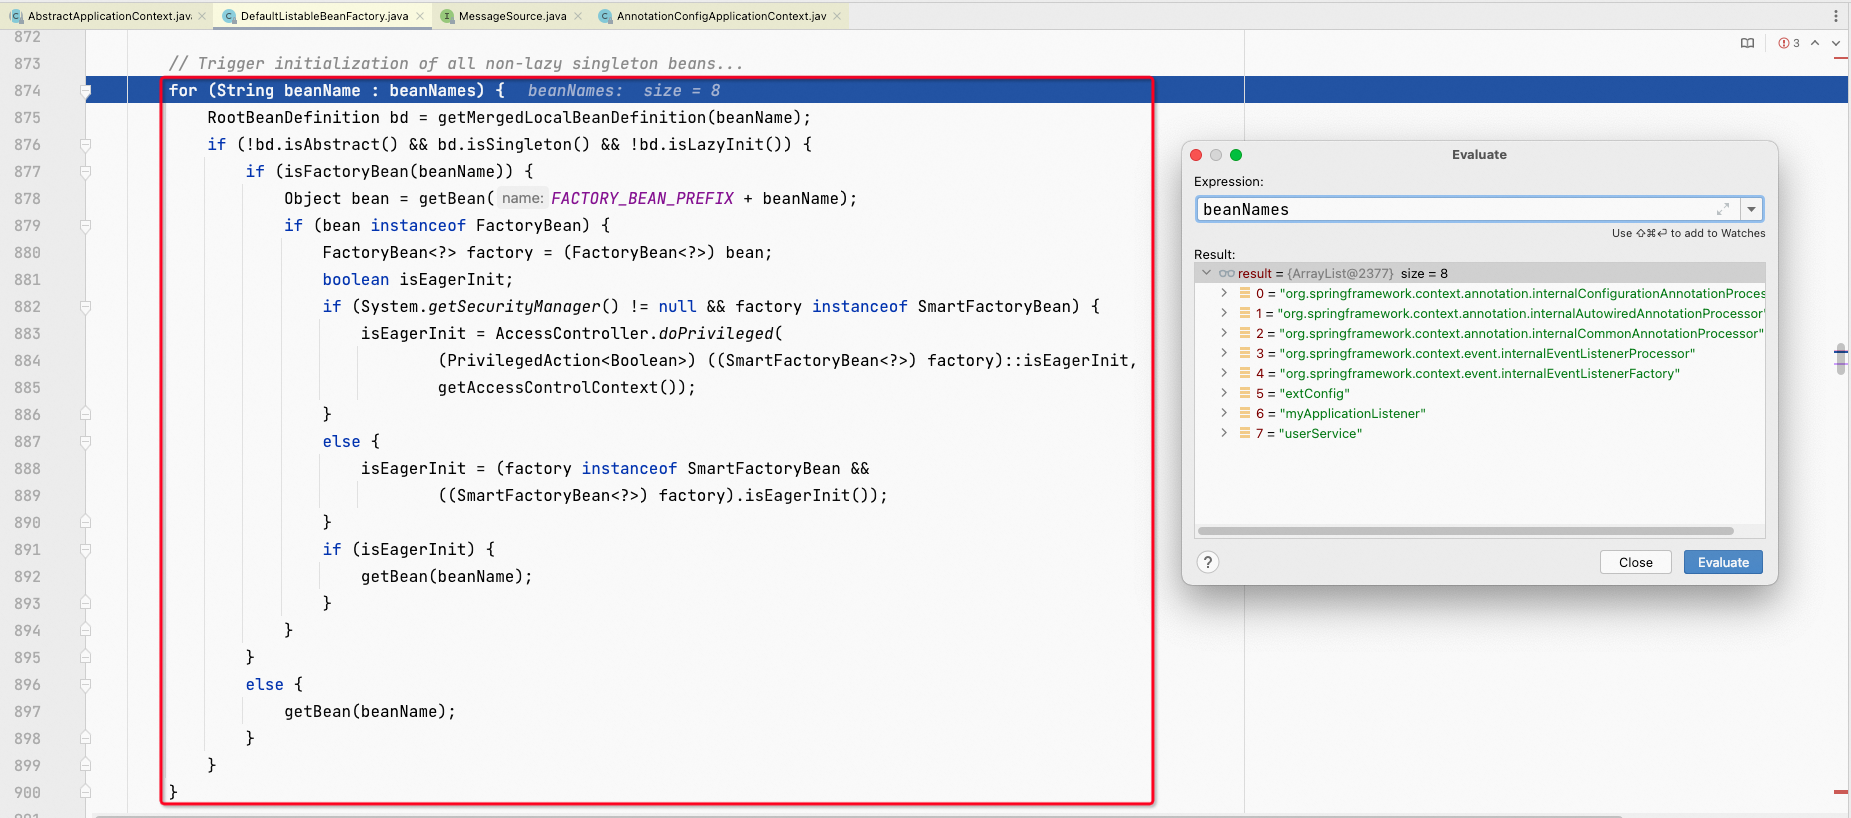 AbstractApplicationContext.java
DefaultListableBeanFactory.java
MessageSource.java
AnnotationConfigApplicationContext.jav
872
873 // Trigger initialization of all non-lazy singleton beans...
874 for (String beanName : beanNames) { beanNames: size = 8
875 RootBeanDefinition bd = getMergedLocalBeanDefinition(beanName);
876 if (!bd.isAbstract() && bd.isSingleton() && !bd.isLazyInit()) {
877 if (isFactoryBean(beanName)) {
878 Object bean = getBean( name: FACTORY_BEAN_PREFIX + beanName);
879 if (bean instanceof FactoryBean) {
880 FactoryBean<?> factory = (FactoryBean<?>) bean;
881 boolean isEagerInit;
882 if (System.getSecurityManager() != null && factory instanceof SmartFactoryBean) {
883 isEagerInit = AccessController.doPrivileged(
884 (PrivilegedAction<Boolean>) ((SmartFactoryBean<?>) factory)::isEagerInit,
885 getAccessControlContext());
886 }
887 else {
888 isEagerInit = (factory instanceof SmartFactoryBean &&
889 ((SmartFactoryBean<?>) factory).isEagerInit());
890 }
891 if (isEagerInit) {
892 getBean(beanName);
893 }
894 }
895 }
896 else {
897 getBean(beanName);
898 }
899 }
900 }
3
Evaluate
Expression:
beanNames
Use ⇧⌘↩ to add to Watches
Result:
result = {ArrayList@2377} size = 8
0 = "org.springframework.context.annotation.internalConfigurationAnnotationProces
1 = "org.springframework.context.annotation.internalAutowiredAnnotationProcessor"
2 = "org.springframework.context.annotation.internalCommonAnnotationProcessor"
3 = "org.springframework.context.event.internalEventListenerProcessor"
4 = "org.springframework.context.event.internalEventListenerFactory"
5 = "extConfig"
6 = "myApplicationListener"
7 = "userService"
?
Close
Evaluate